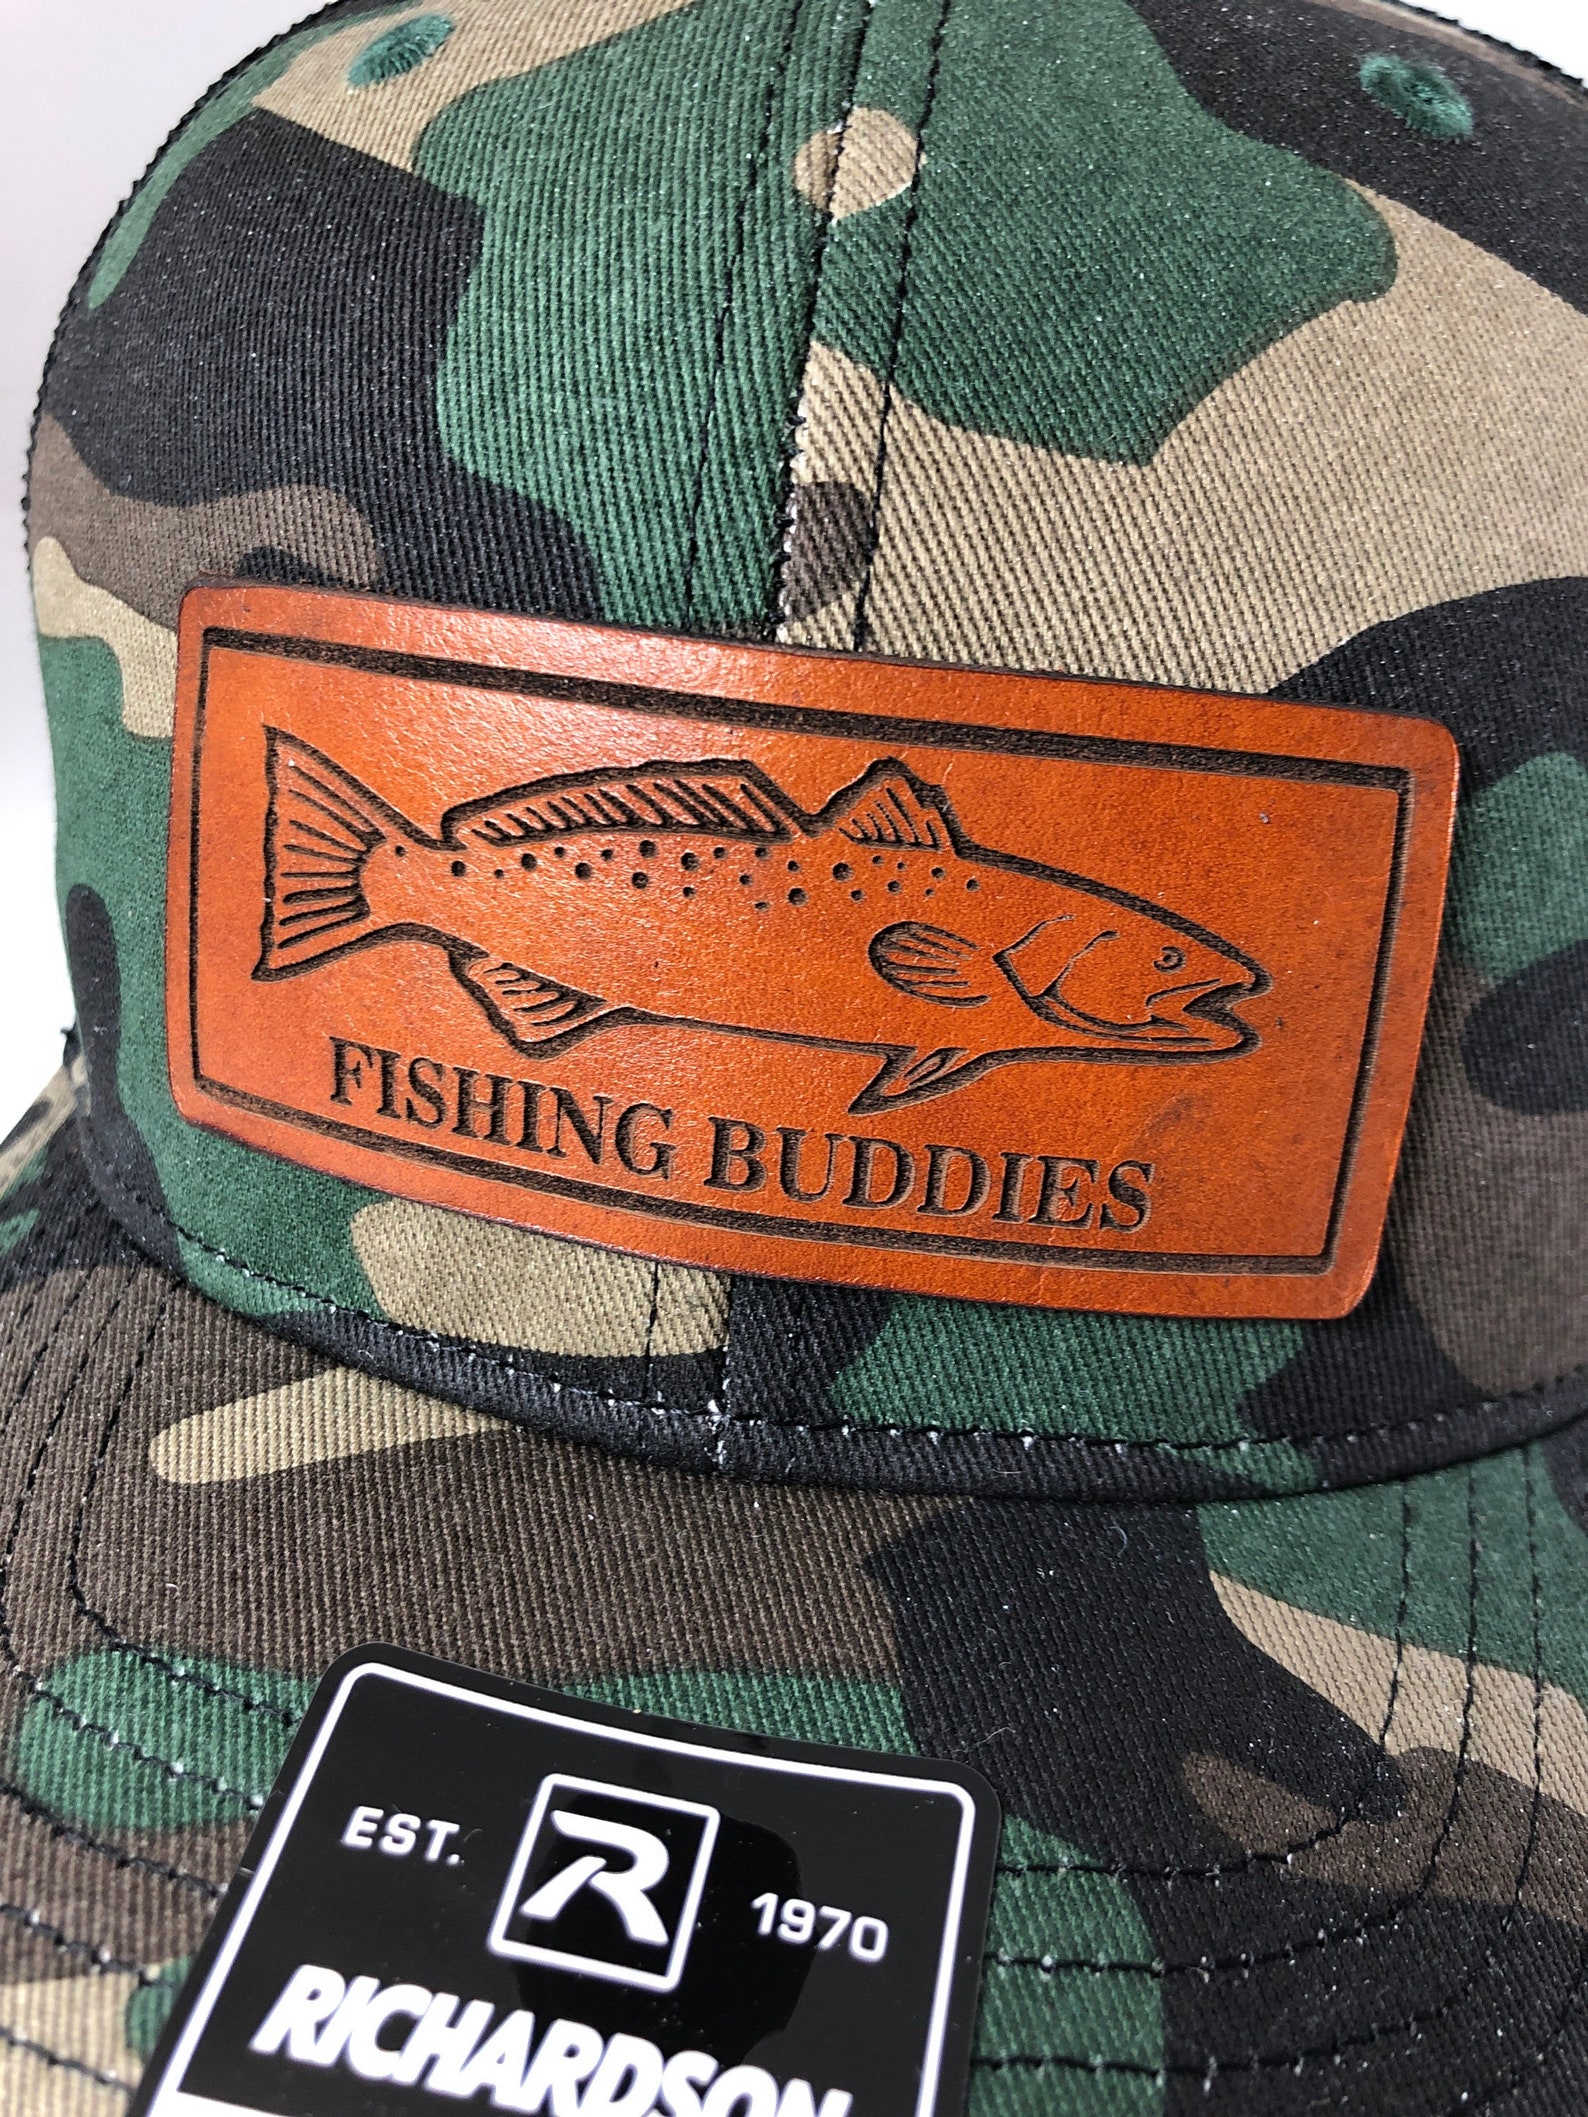 FISHING BUDDIES
EST. R 1970
RICHARDSON